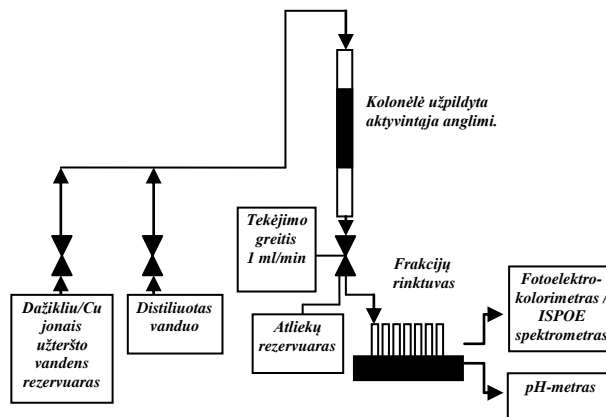 Kolonėlė užpildyta
aktyvintąja anglimi.
Tekėjimo
greitis
1 ml/min
Frakcijų
rinktuvas
Dažikliu/Cu
jonais
užteršto
vandens
rezervuaras
Distiliuotas
vanduo
Atliekų
rezervuaras
Fotoelektro-
kolorimetras /
ISPOE
spektrometras
pH-metras